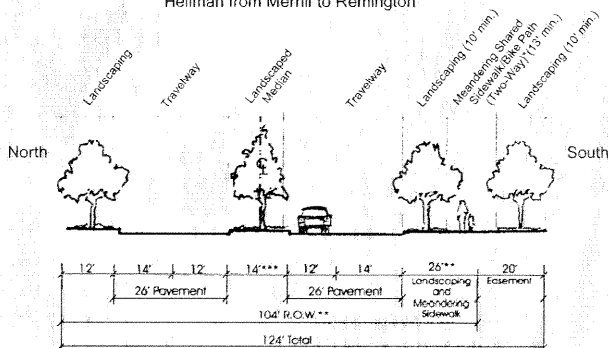 Hellman from Merrill to Remington
Landscaping
Travelway
Landscaped
Median
Travelway
Landscaping (10' min.)
Meandering Shared
Sidewalk/Bike Path
(Two-Way)* (13' min.)
Landscaping (10' min.)
North
South
12'
14'
12'
14'***
12'
14'
26'**
20'
26' Pavement
26' Pavement
Landscaping
and
Meandering
Sidewalk
Easement
104' R.O.W.**
124' Total